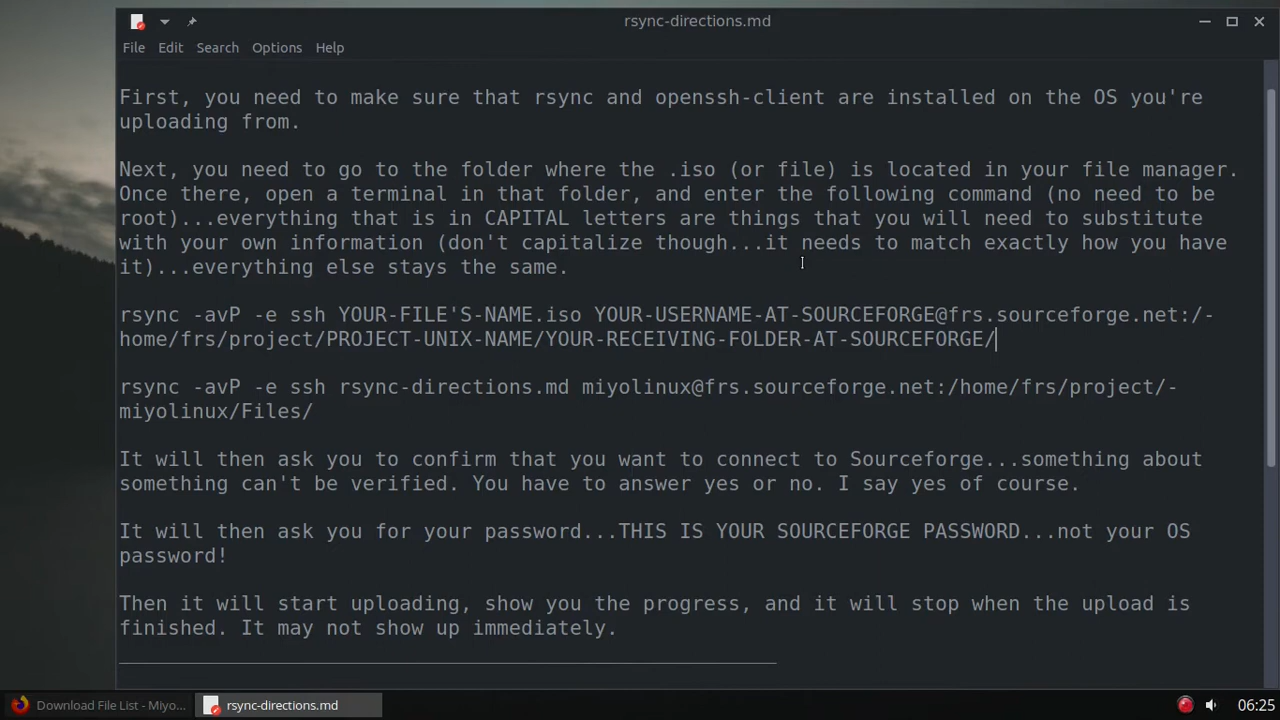 rsync-directions.md
File Edit Search Options Help
First, you need to make sure that rsync and openssh-client are installed on the OS you're
uploading from.
Next, you need to go to the folder where the .iso (or file) is located in your file manager.
Once there, open a terminal in that folder, and enter the following command (no need to be
root)...everything that is in CAPITAL letters are things that you will need to substitute
with your own information (don't capitalize though...it needs to match exactly how you have
it)...everything else stays the same.
rsync -avP -e ssh YOUR-FILE'S-NAME.iso YOUR-USERNAME-AT-SOURCEFORGE@frs.sourceforge.net:/-
home/frs/project/PROJECT-UNIX-NAME/YOUR-RECEIVING-FOLDER-AT-SOURCEFORGE/
rsync -avP -e ssh rsync-directions.md miyolinux@frs.sourceforge.net:/home/frs/project/-
miyolinux/Files/
It will then ask you to confirm that you want to connect to Sourceforge...something about
something can't be verified. You have to answer yes or no. I say yes of course.
It will then ask you for your password...THIS IS YOUR SOURCEFORGE PASSWORD...not your OS
password!
Then it will start uploading, show you the progress, and it will stop when the upload is
finished. It may not show up immediately.
Download File List - Miyo... rsync-directions.md 06:25